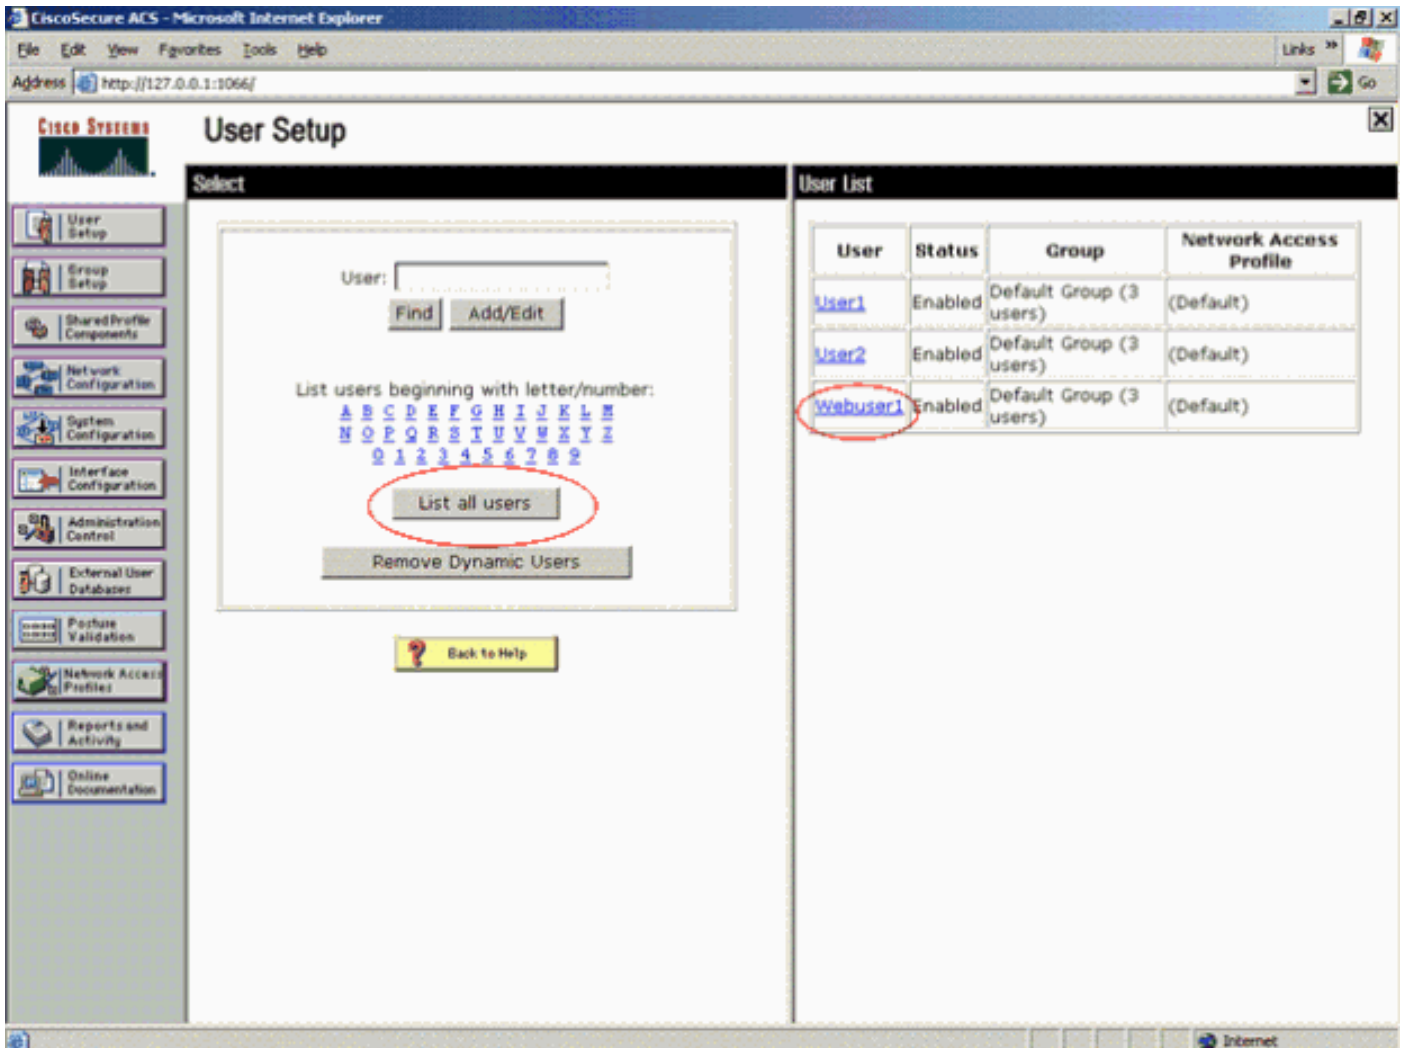 CiscoSecure ACS - Microsoft Internet Explorer
File Edit View Favorites Tools Help
Links »
Address http://127.0.0.1:1066/
Go
CISCO SYSTEMS
User Setup
Select
User Setup
Group Setup
Shared Profile Components
Network Configuration
System Configuration
Interface Configuration
Administration Control
External User Databases
Posture Validation
Network Access Profiles
Reports and Activity
Online Documentation
User:
Find Add/Edit
List users beginning with letter/number:
A B C D E F G H I J K L M
N O P Q R S T U V W X Y Z
0 1 2 3 4 5 6 7 8 9
List all users
Remove Dynamic Users
? Back to Help
User List
User Status Group Network Access Profile
User1 Enabled Default Group (3 users) (Default)
User2 Enabled Default Group (3 users) (Default)
Webuser1 Enabled Default Group (3 users) (Default)
Internet